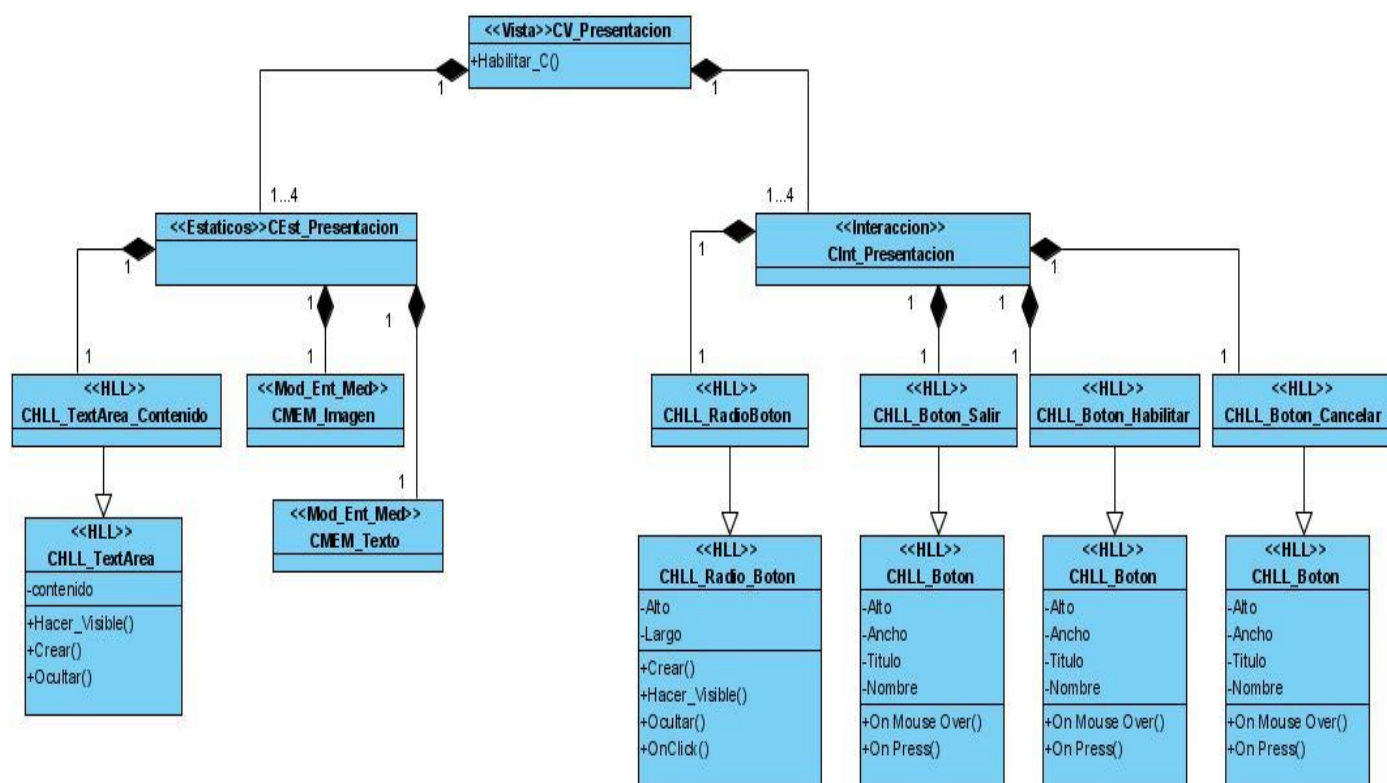 <<Vista>>CV_Presentacion
+Habilitar_C()
1
1
1...4
1...4
<<Estaticos>>CEst_Presentacion
<<Interaccion>>
CInt_Presentacion
1
1
1
1
1
1
1
1
1
1
1
1
1
1
<<HLL>>
CHLL_TextArea_Contenido
<<Mod_Ent_Med>>
CMEM_Imagen
<<HLL>>
CHLL_RadioBoton
<<HLL>>
CHLL_Boton_Salir
<<HLL>>
CHLL_Boton_Habilitar
<<HLL>>
CHLL_Boton_Cancelar
1
<<Mod_Ent_Med>>
CMEM_Texto
<<HLL>>
CHLL_TextArea
-contenido
+Hacer_Visible()
+Crear()
+Ocultar()
<<HLL>>
CHLL_Radio_Boton
-Alto
-Largo
+Crear()
+Hacer_Visible()
+Ocultar()
+OnClick()
<<HLL>>
CHLL_Boton
-Alto
-Ancho
-Titulo
-Nombre
+On Mouse Over()
+On Press()
<<HLL>>
CHLL_Boton
-Alto
-Ancho
-Titulo
-Nombre
+On Mouse Over()
+On Press()
<<HLL>>
CHLL_Boton
-Alto
-Ancho
-Titulo
-Nombre
+On Mouse Over()
+On Press()